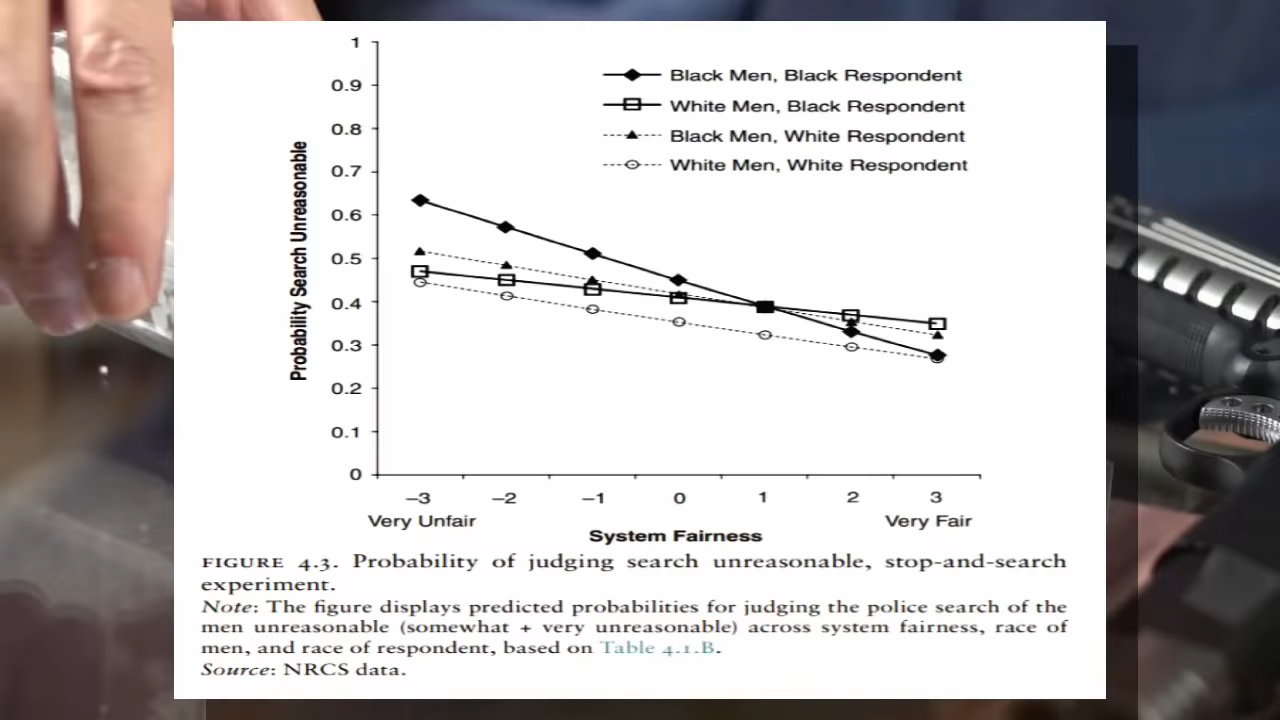 1
0.9
0.8
0.7
0.6
0.5
0.4
0.3
0.2
0.1
0
Probability Search Unreasonable
Black Men, Black Respondent
White Men, Black Respondent
Black Men, White Respondent
White Men, White Respondent
–3 –2 –1 0 1 2 3
Very Unfair Very Fair
System Fairness
FIGURE 4.3. Probability of judging search unreasonable, stop-and-search
experiment.
Note: The figure displays predicted probabilities for judging the police search of the
men unreasonable (somewhat + very unreasonable) across system fairness, race of
men, and race of respondent, based on Table 4.1.B.
Source: NRCS data.